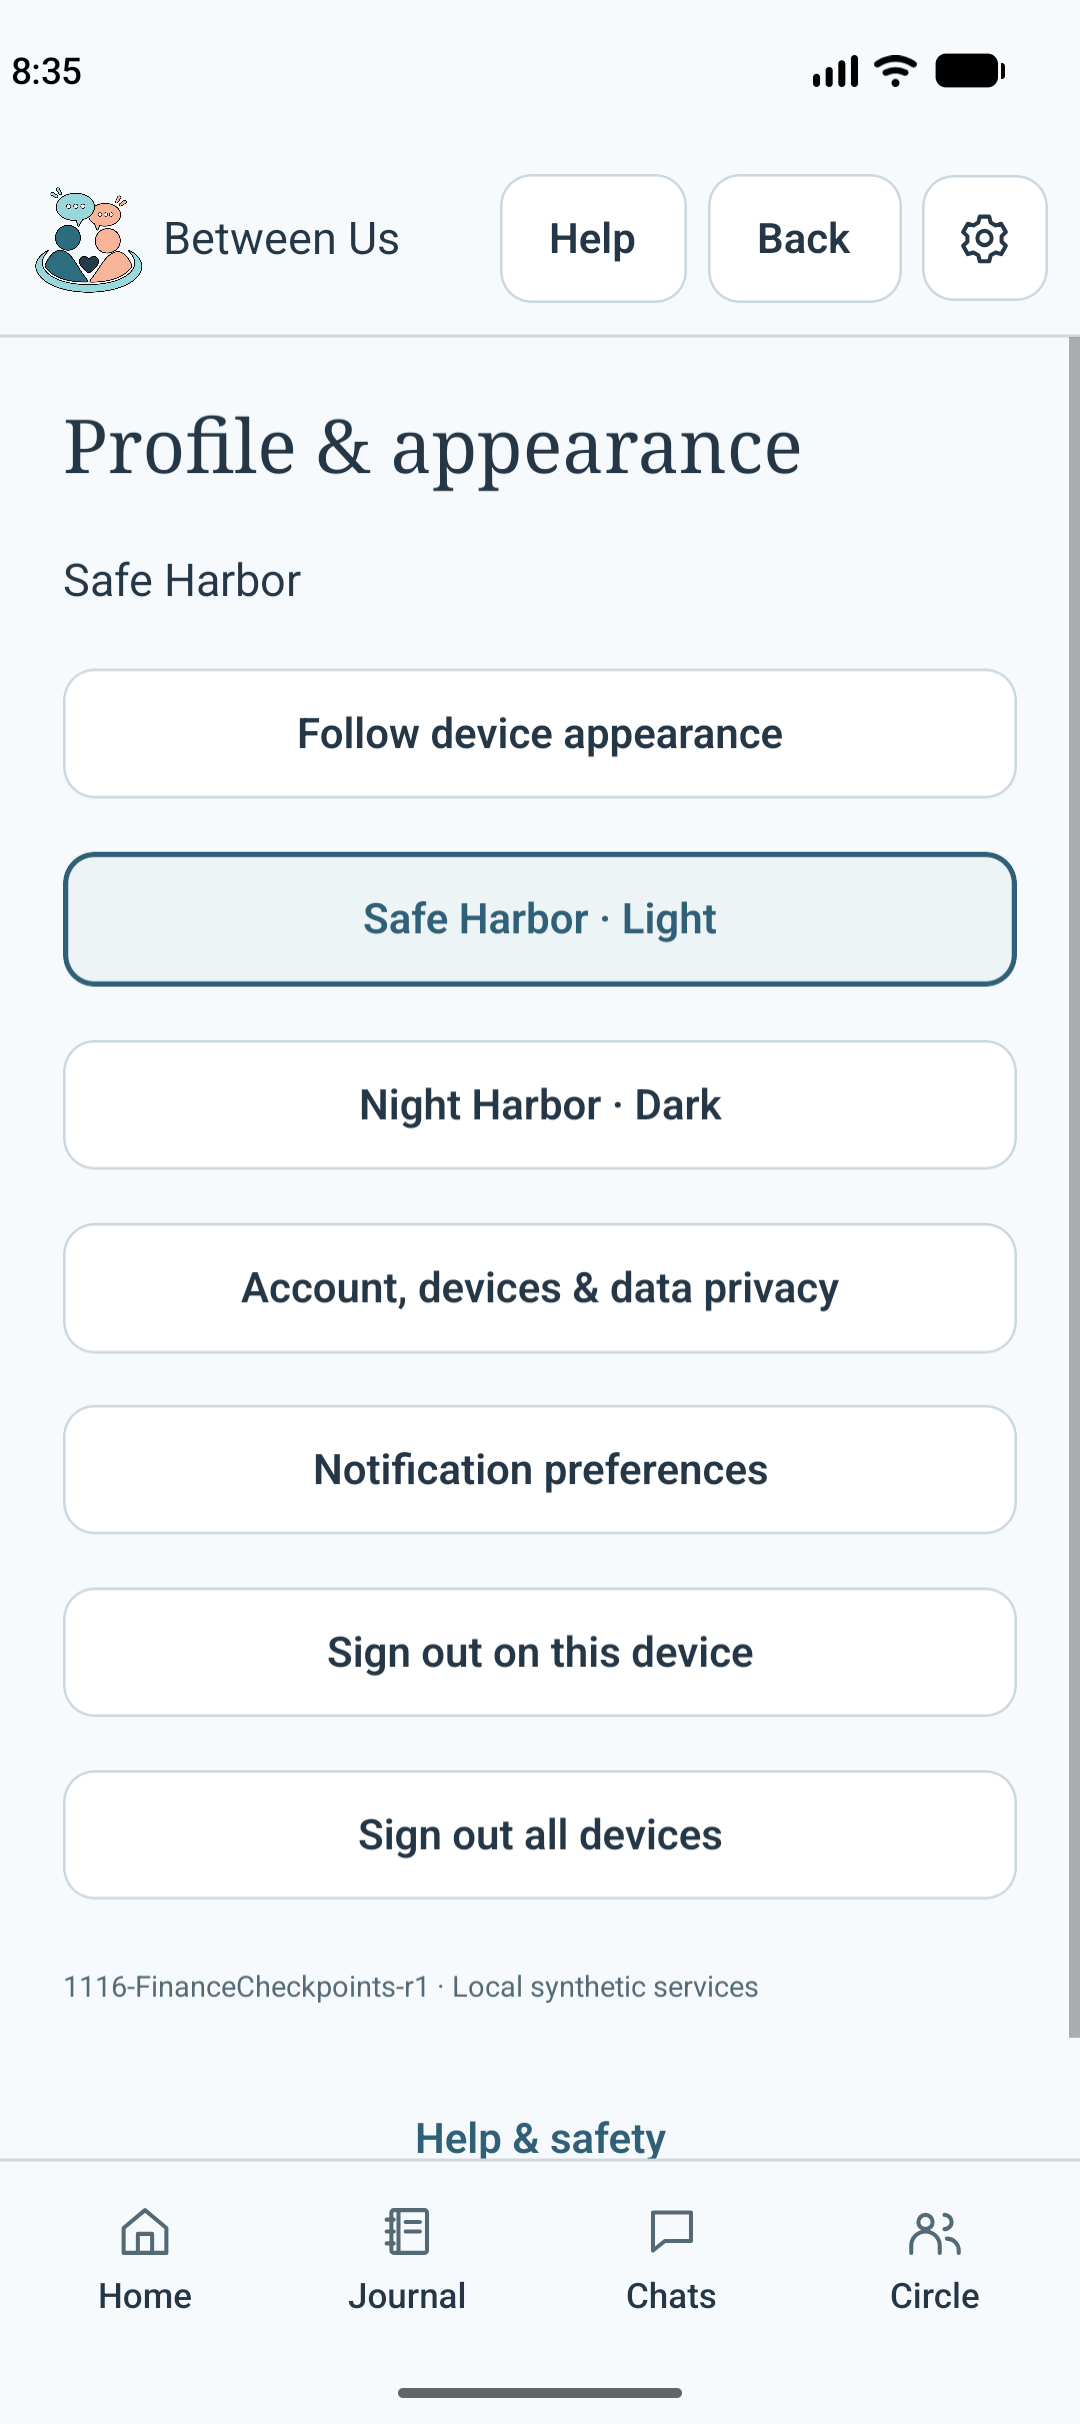 8:35
Between Us
Help
Back
Profile & appearance
Safe Harbor
Follow device appearance
Safe Harbor · Light
Night Harbor · Dark
Account, devices & data privacy
Notification preferences
Sign out on this device
Sign out all devices
1116-FinanceCheckpoints-r1 · Local synthetic services
Help & safety
Home
Journal
Chats
Circle